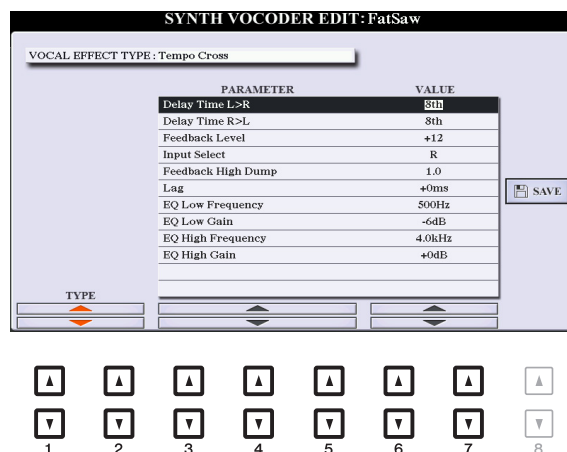 SYNTH VOCODER EDIT: FatSaw
VOCAL EFFECT TYPE : Tempo Cross
PARAMETER VALUE
Delay Time L>R 8th
Delay Time R>L 8th
Feedback Level +12
Input Select R
Feedback High Dump 1.0
Lag +0ms
EQ Low Frequency 500Hz
EQ Low Gain -6dB
EQ High Frequency 4.0kHz
EQ High Gain +0dB
SAVE
TYPE
1 2 3 4 5 6 7 8